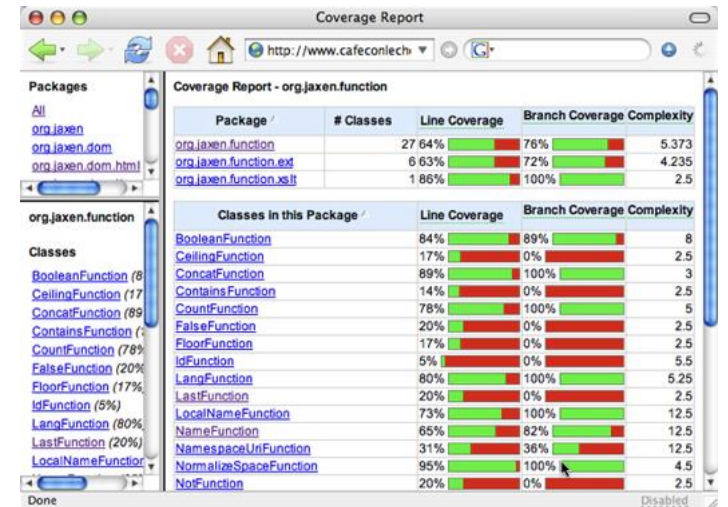 Coverage Report
http://www.cafeconlech
G
Packages
All
org.jaxen
org.jaxen.dom
org.jaxen.dom.html
org.jaxen.function
Classes
BooleanFunction (8
CeilingFunction (17
ConcatFunction (89
ContainsFunction
CountFunction (78%
FalseFunction (20%
FloorFunction (17%
IdFunction (5%)
LangFunction (80%
LastFunction (20%)
LocalNameFunction
Coverage Report - org.jaxen.function
Package # Classes Line Coverage Branch Coverage Complexity
org.jaxen.function 27 64% 76% 5.373
org.jaxen.function.ext 6 63% 72% 4.235
org.jaxen.function.xslt 1 86% 100% 2.5
Classes in this Package Line Coverage Branch Coverage Complexity
BooleanFunction 84% 89% 8
CeilingFunction 17% 0% 2.5
ConcatFunction 89% 100% 3
ContainsFunction 14% 0% 2.5
CountFunction 78% 100% 5
FalseFunction 20% 0% 2.5
FloorFunction 17% 0% 2.5
IdFunction 5% 0% 5.5
LangFunction 80% 100% 5.25
LastFunction 20% 0% 2.5
LocalNameFunction 73% 100% 12.5
NameFunction 65% 82% 12.5
NamespaceUriFunction 31% 36% 12.5
NormalizeSpaceFunction 95% 100% 4.5
NotFunction 20% 0% 2.5
Done Disabled